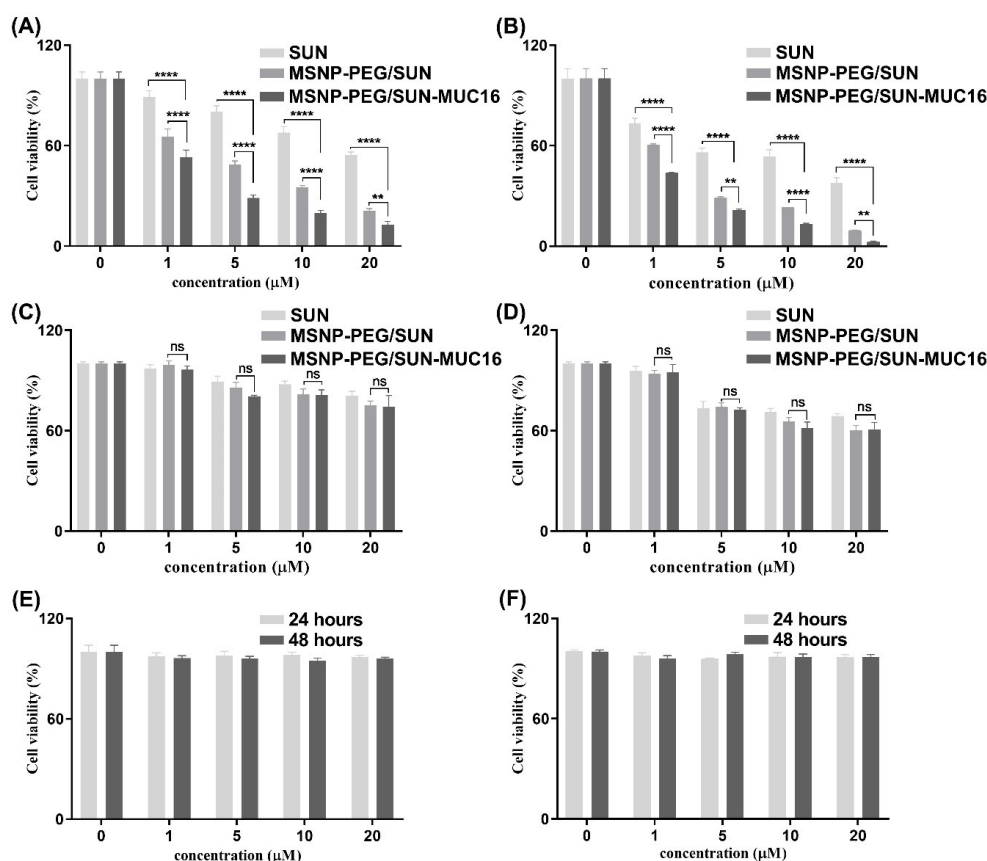 (A)
120
SUN
MSNP-PEG/SUN
MSNP-PEG/SUN-MUC16
**** **** **** ****
**** **** **** **
Cell viability (%)
60
0
0 1 5 10 20
concentration (μM)
(B)
120
SUN
MSNP-PEG/SUN
MSNP-PEG/SUN-MUC16
**** **** **** ****
**** ** **** **
Cell viability (%)
60
0
0 1 5 10 20
concentration (μM)
(C)
120
SUN
MSNP-PEG/SUN
MSNP-PEG/SUN-MUC16
ns ns ns ns
Cell viability (%)
60
0
0 1 5 10 20
concentration (μM)
(D)
120
SUN
MSNP-PEG/SUN
MSNP-PEG/SUN-MUC16
ns ns ns ns
Cell viability (%)
60
0
0 1 5 10 20
concentration (μM)
(E)
120
24 hours
48 hours
Cell viability (%)
60
0
0 1 5 10 20
concentration (μM)
(F)
120
24 hours
48 hours
Cell viability (%)
60
0
0 1 5 10 20
concentration (μM)